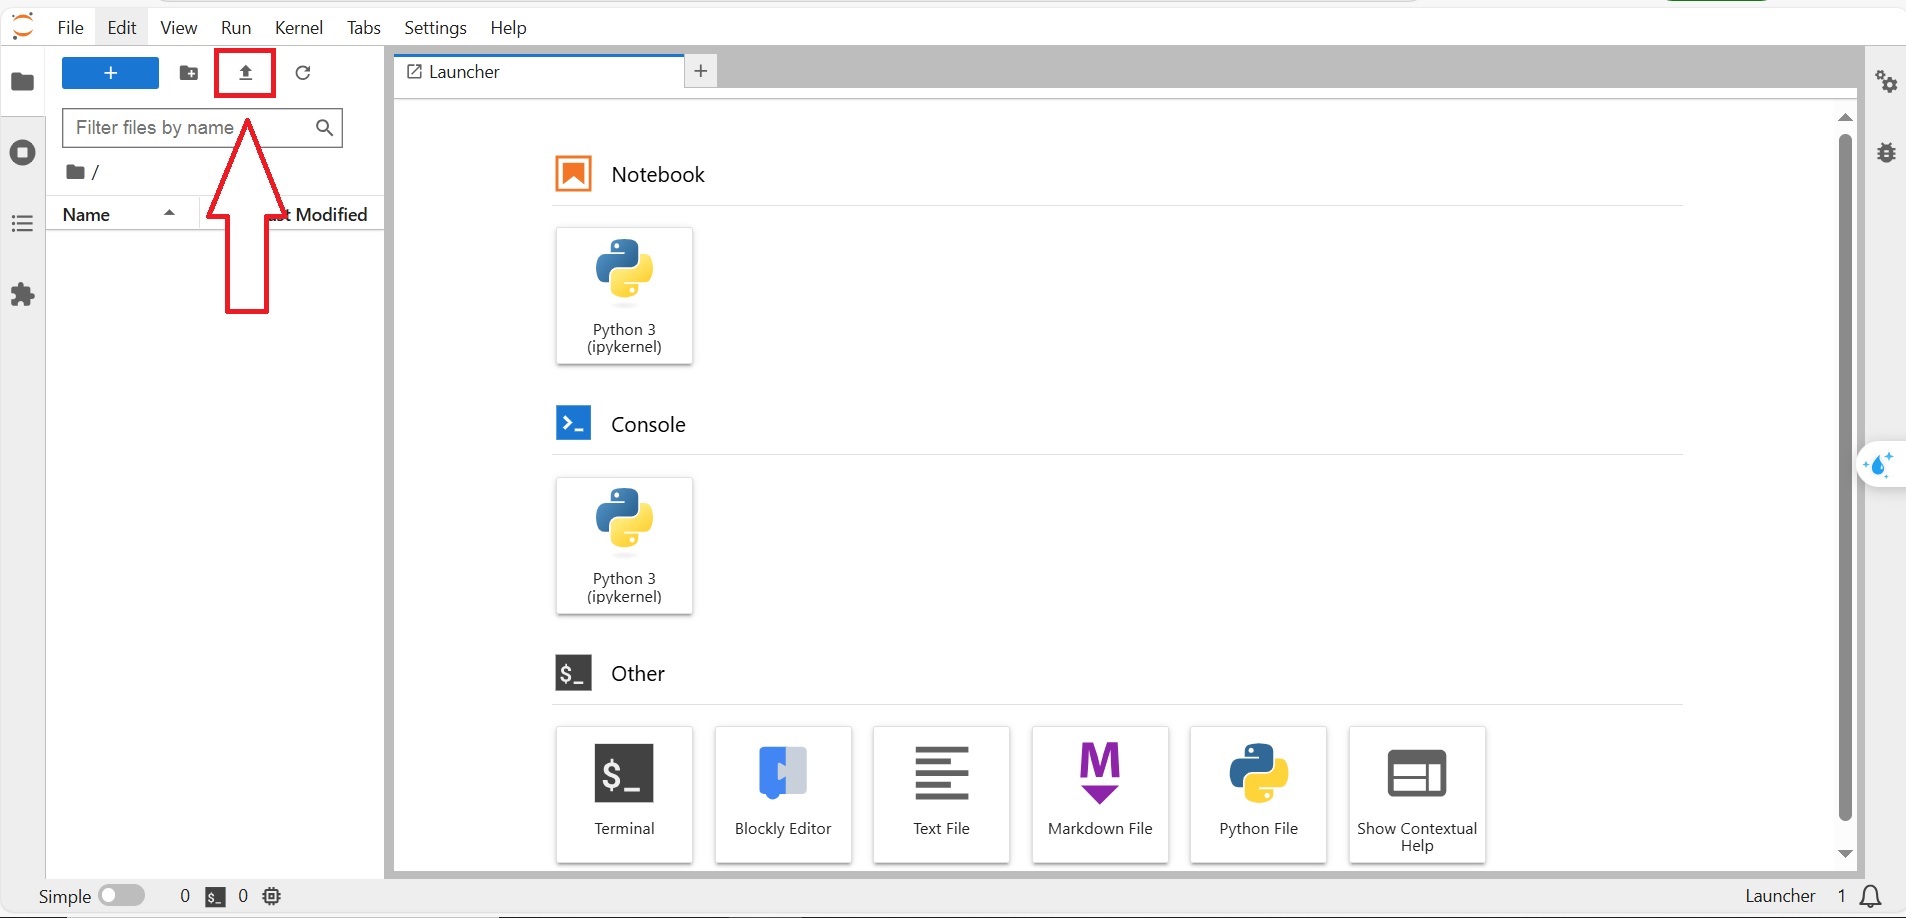 File Edit View Run Kernel Tabs Settings Help
+
Launcher
+
Filter files by name
/
Name
st Modified
Notebook
Python 3
(ipykernel)
Console
Python 3
(ipykernel)
$_ Other
$_
Terminal
Blockly Editor
Text File
M
Markdown File
Python File
Show Contextual
Help
Simple 0 $_ 0
Launcher 1